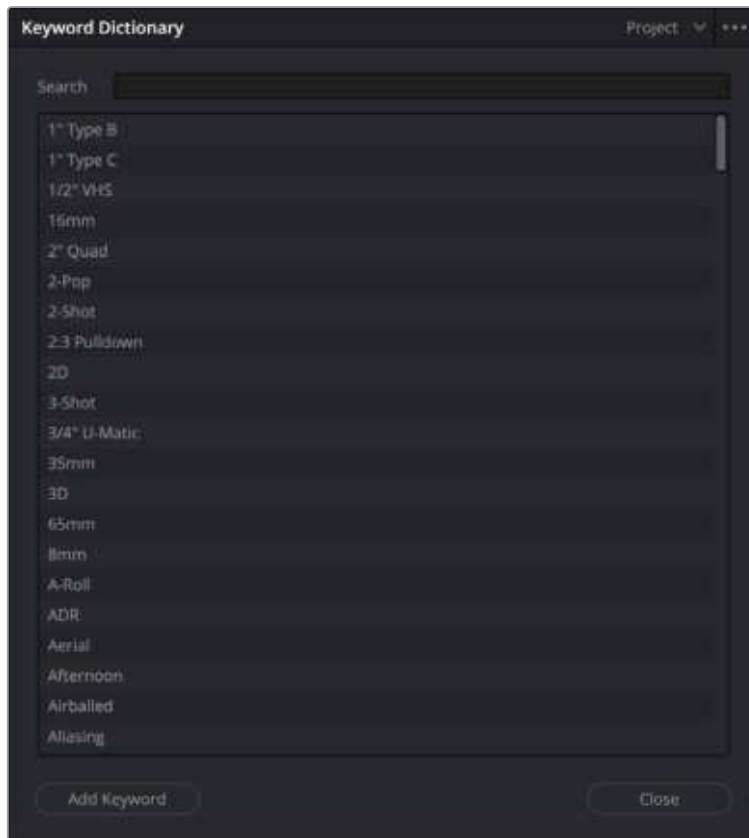 Keyword Dictionary
Project
Search
1" Type B
1" Type C
1/2" VHS
16mm
2" Quad
2-Pop
2-Shot
2:3 Pulldown
2D
3-Shot
3/4" U-Matic
35mm
3D
65mm
8mm
A-Roll
ADR
Aerial
Afternoon
Airballed
Aliasing
Add Keyword
Close